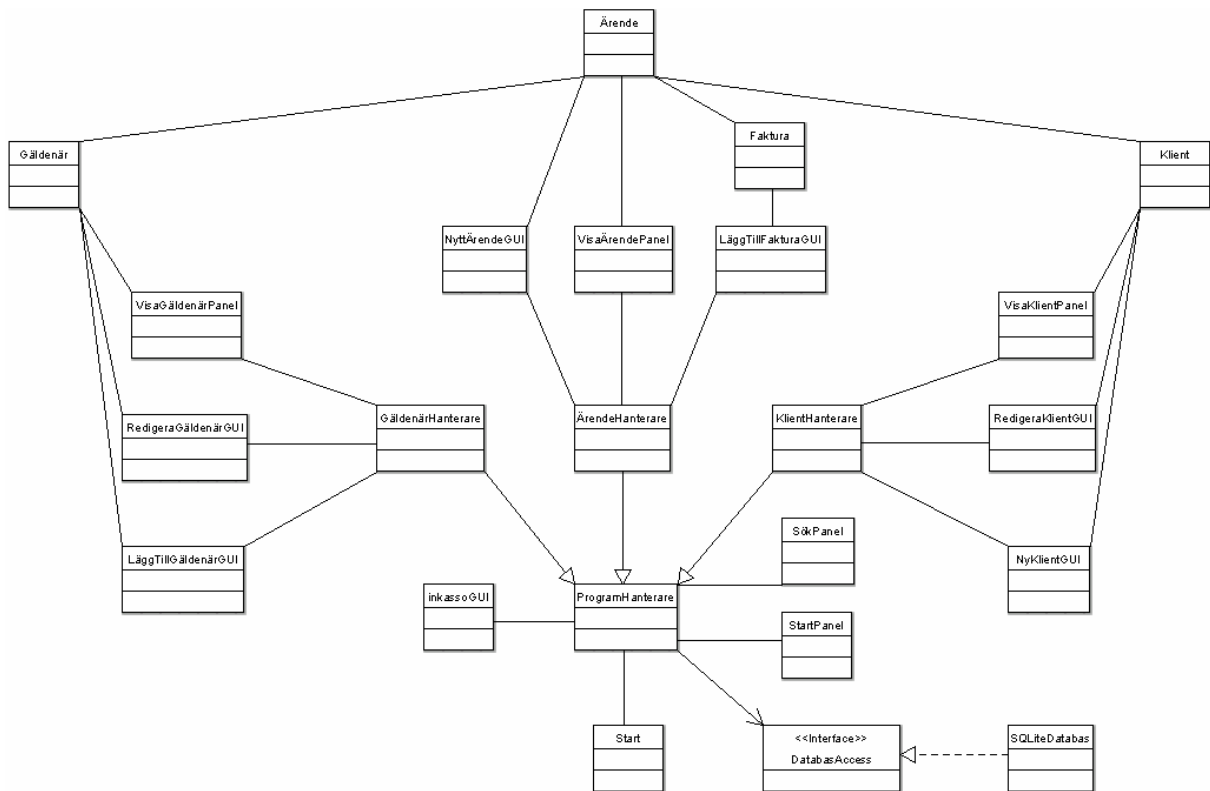 Ärende
Faktura
Gäldenär
Klient
NyttÄrendeGUI
VisaÄrendePanel
LäggTillFakturaGUI
VisaGäldenärPanel
VisaKlientPanel
GäldenärHanterare
ÄrendeHanterare
KlientHanterare
RedigeraGäldenärGUI
RedigeraKlientGUI
SökPanel
LäggTillGäldenärGUI
NyKlientGUI
inkassoGUI
ProgramHanterare
StartPanel
Start
<<Interface>>
DatabasAccess
SQLiteDatabas